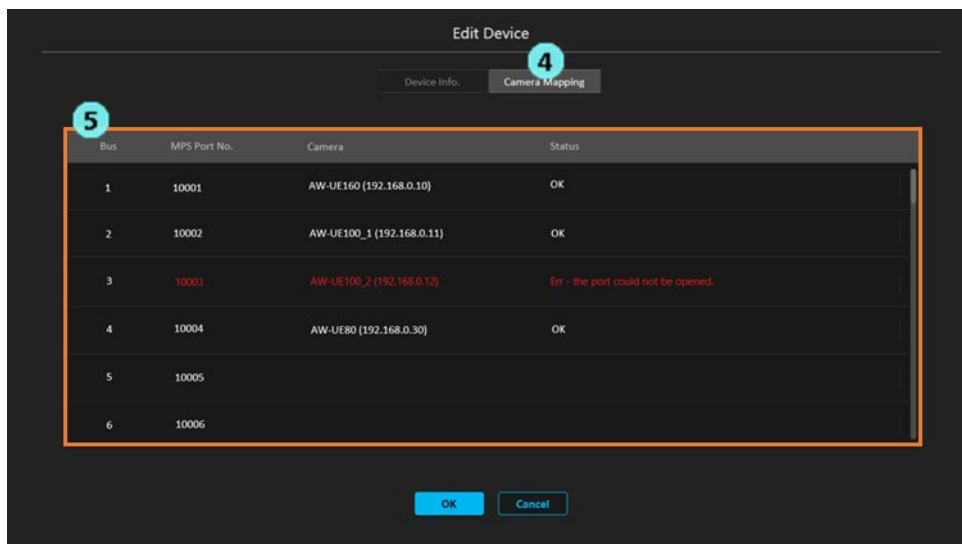 Edit Device
4
Device Info. Camera Mapping
5
Bus MPS Port No. Camera Status
1 10001 AW-UE160 (192.168.0.10) OK
2 10002 AW-UE100_1 (192.168.0.11) OK
3 10003 AW-UE100_2 (192.168.0.12) Err - the port could not be opened.
4 10004 AW-UE80 (192.168.0.30) OK
5 10005
6 10006
OK Cancel